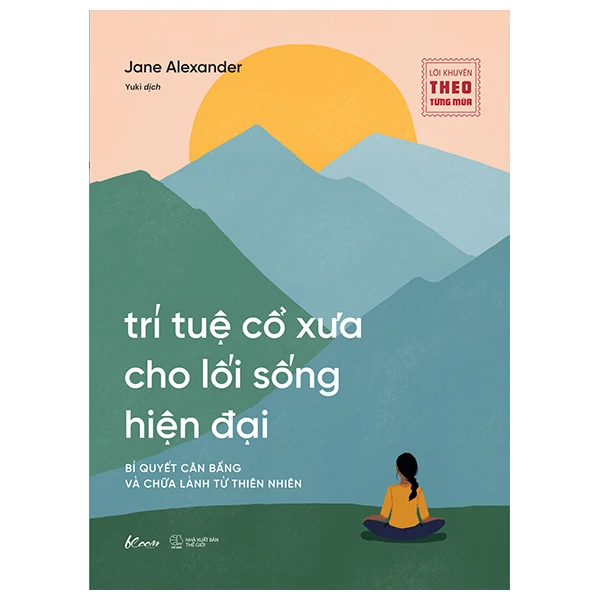 Jane Alexander
Yuki dịch
LỜI KHUYÊN
THEO
TỪNG MÙA
trí tuệ cổ xưa
cho lối sống
hiện đại
BÍ QUYẾT CÂN BẰNG
VÀ CHỮA LÀNH TỪ THIÊN NHIÊN
bloom
NHÀ XUẤT BẢN
THẾ GIỚI